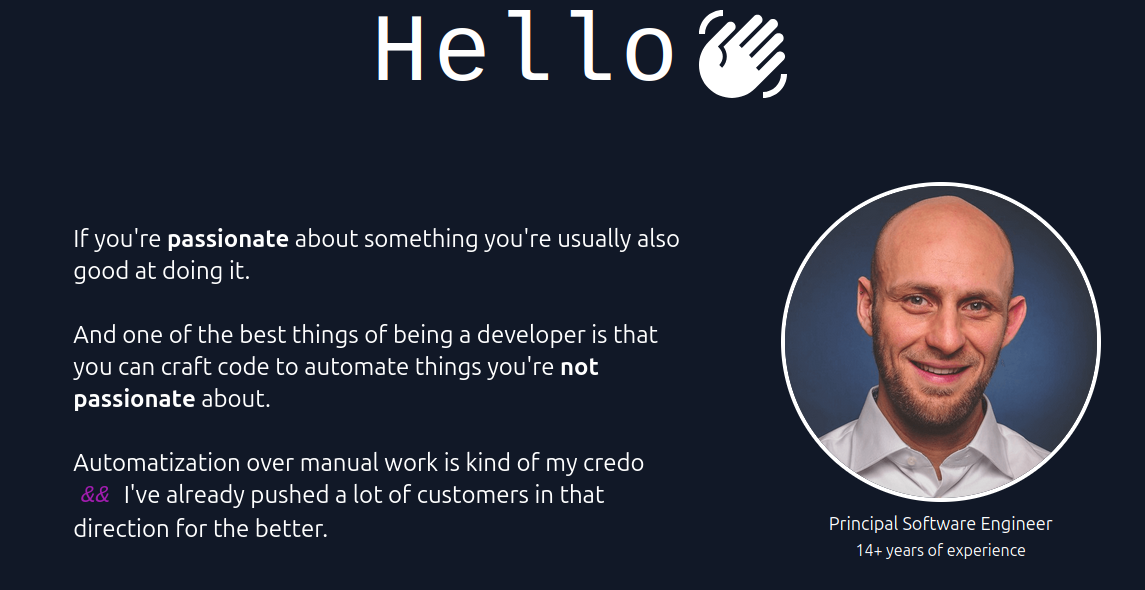 Hello
If you're passionate about something you're usually also
good at doing it.
And one of the best things of being a developer is that
you can craft code to automate things you're not
passionate about.
Automatization over manual work is kind of my credo
&& I've already pushed a lot of customers in that
direction for the better.
Principal Software Engineer
14+ years of experience